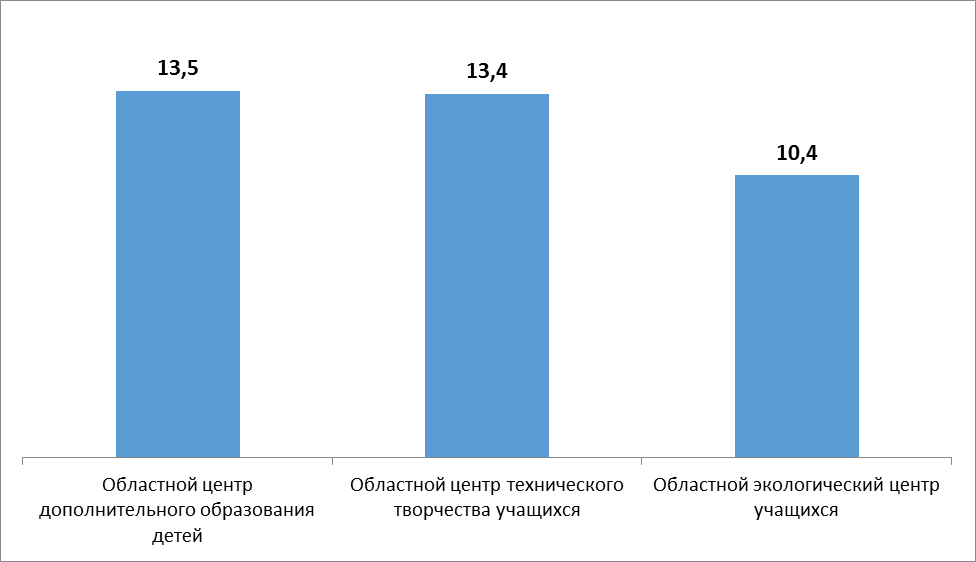 13,5
13,4
10,4
Областной центр
дополнительного образования
детей
Областной центр технического
творчества учащихся
Областной экологический центр
учащихся